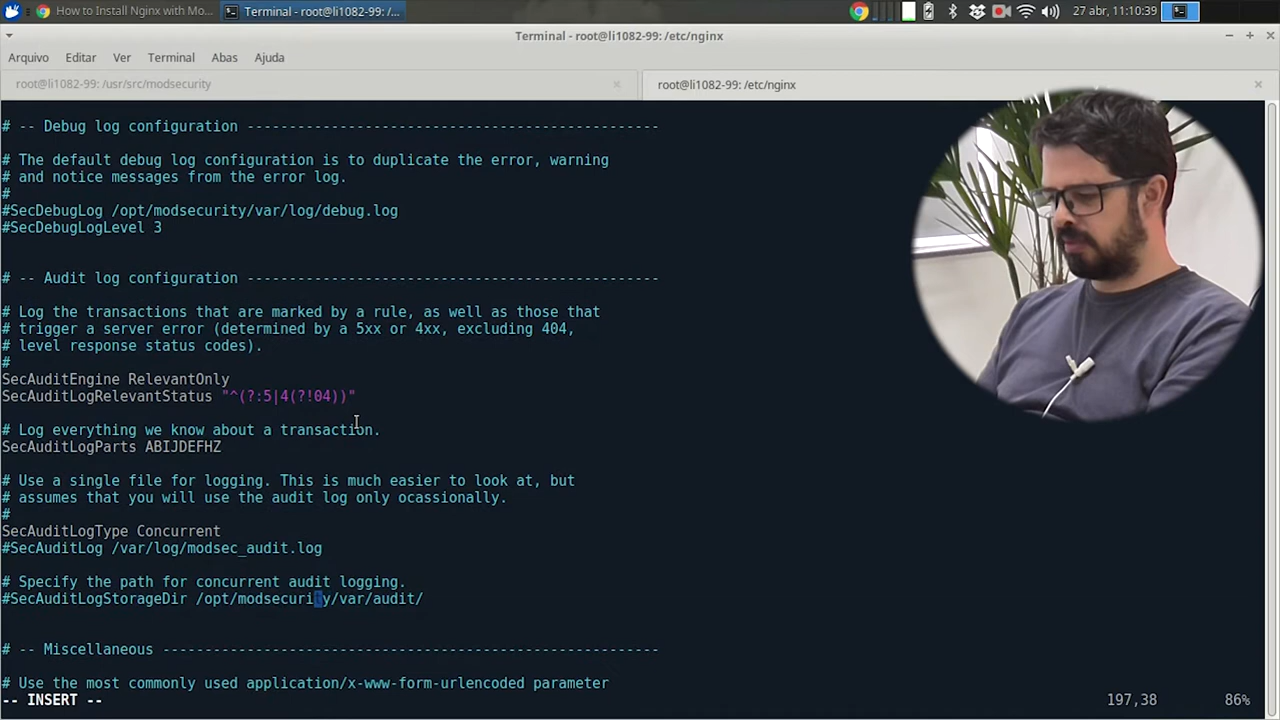 How to Install Nginx with Mo...
Terminal - root@li1082-99: /...
27 abr, 11:10:39
Terminal - root@li1082-99: /etc/nginx
Arquivo Editar Ver Terminal Abas Ajuda
root@li1082-99: /usr/src/modsecurity
root@li1082-99: /etc/nginx
# -- Debug log configuration -------------------------------------------------
# The default debug log configuration is to duplicate the error, warning
# and notice messages from the error log.
#
#SecDebugLog /opt/modsecurity/var/log/debug.log
#SecDebugLogLevel 3
# -- Audit log configuration -------------------------------------------------
# Log the transactions that are marked by a rule, as well as those that
# trigger a server error (determined by a 5xx or 4xx, excluding 404,
# level response status codes).
#
SecAuditEngine RelevantOnly
SecAuditLogRelevantStatus "^(?:5|4(?!04))"
# Log everything we know about a transaction.
SecAuditLogParts ABIJDEFHZ
# Use a single file for logging. This is much easier to look at, but
# assumes that you will use the audit log only ocassionally.
#
SecAuditLogType Concurrent
#SecAuditLog /var/log/modsec_audit.log
# Specify the path for concurrent audit logging.
#SecAuditLogStorageDir /opt/modsecurity/var/audit/
# -- Miscellaneous -----------------------------------------------------------
# Use the most commonly used application/x-www-form-urlencoded parameter
-- INSERT --
197,38
86%